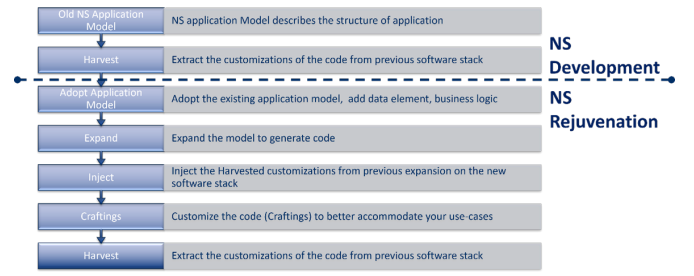 Old NS Application
Model
NS application Model describes the structure of application
Harvest
Extract the customizations of the code from previous software stack
NS
Development
Adopt Application
Model
Adopt the existing application model, add data element, business logic
NS
Rejuvenation
Expand
Expand the model to generate code
Inject
Inject the Harvested customizations from previous expansion on the new
software stack
Craftings
Customize the code (Craftings) to better accommodate your use-cases
Harvest
Extract the customizations of the code from previous software stack